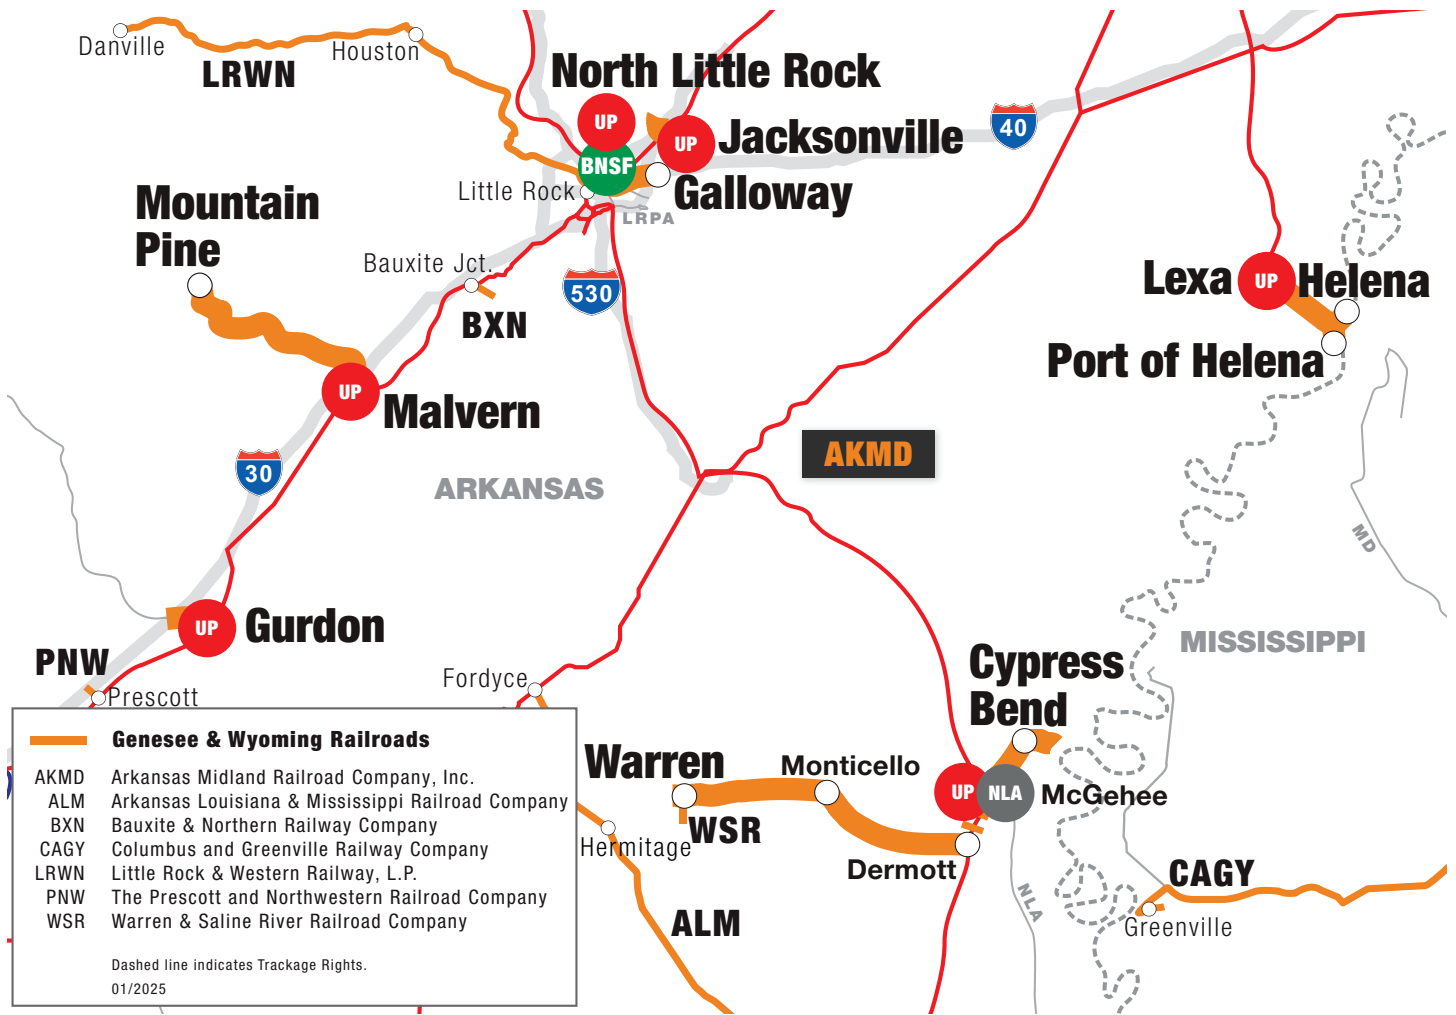 Danville
Houston
LRWN
North Little Rock
UP
UP
Jacksonville
40
BNSF
Little Rock
Galloway
LRPA
Mountain
Pine
Bauxite Jct.
530
BXN
Lexa
UP
Helena
Port of Helena
UP
Malvern
30
ARKANSAS
AKMD
MD
UP
Gurdon
MISSISSIPPI
PNW
Prescott
Fordyce
Cypress
Bend
Warren
Monticello
UP
NLA
McGehee
WSR
Hermitage
Dermott
CAGY
NLA
Greenville
ALM
Genesee & Wyoming Railroads
AKMD Arkansas Midland Railroad Company, Inc.
ALM Arkansas Louisiana & Mississippi Railroad Company
BXN Bauxite & Northern Railway Company
CAGY Columbus and Greenville Railway Company
LRWN Little Rock & Western Railway, L.P.
PNW The Prescott and Northwestern Railroad Company
WSR Warren & Saline River Railroad Company
Dashed line indicates Trackage Rights.
01/2025